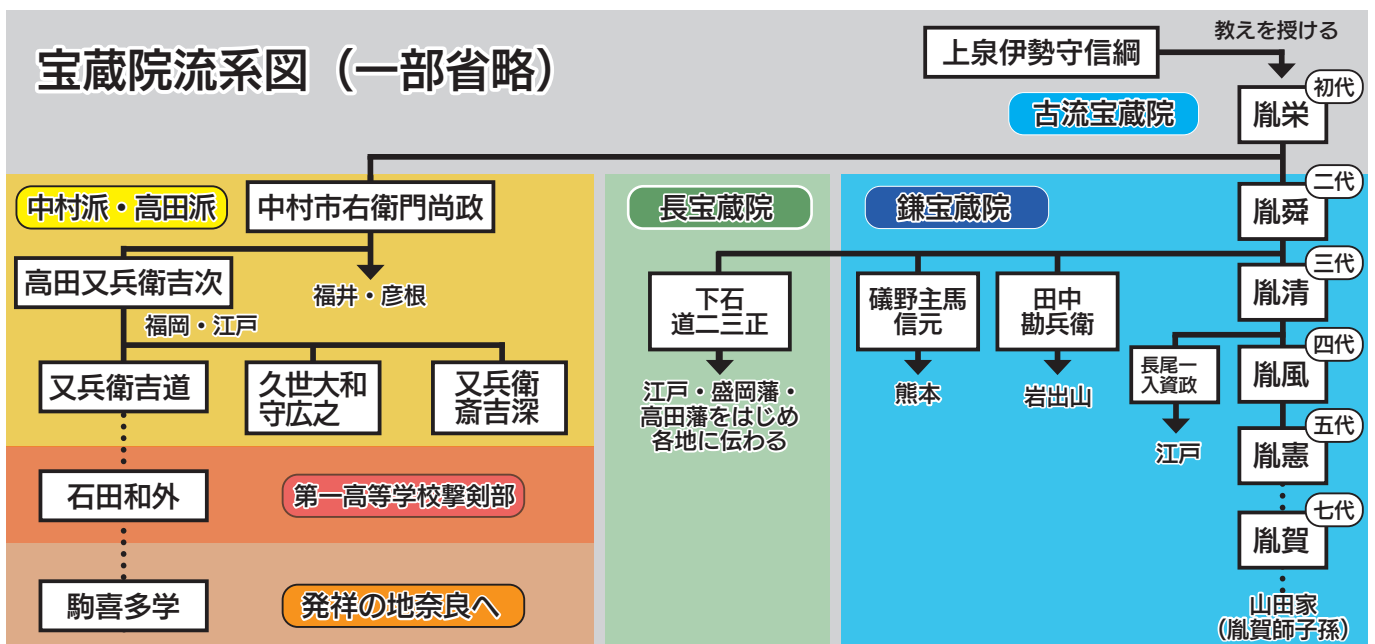 宝蔵院流系図（一部省略）
上泉伊勢守信綱
教えを授ける
初代
胤栄
古流宝蔵院
中村派・高田派
中村市右衛門尚政
長宝蔵院
鎌宝蔵院
二代
胤舜
高田又兵衛吉次
福井・彦根
福岡・江戸
下石
道二三正
磯野主馬
信元
田中
勘兵衛
三代
胤清
又兵衛吉道
久世大和
守広之
又兵衛
斎吉深
江戸・盛岡藩・
高田藩をはじめ
各地に伝わる
熊本
岩出山
長尾一
入資政
江戸
四代
胤風
五代
胤憲
石田和外
第一高等学校撃剣部
七代
胤賀
駒喜多学
発祥の地奈良へ
山田家
（胤賀師子孫）